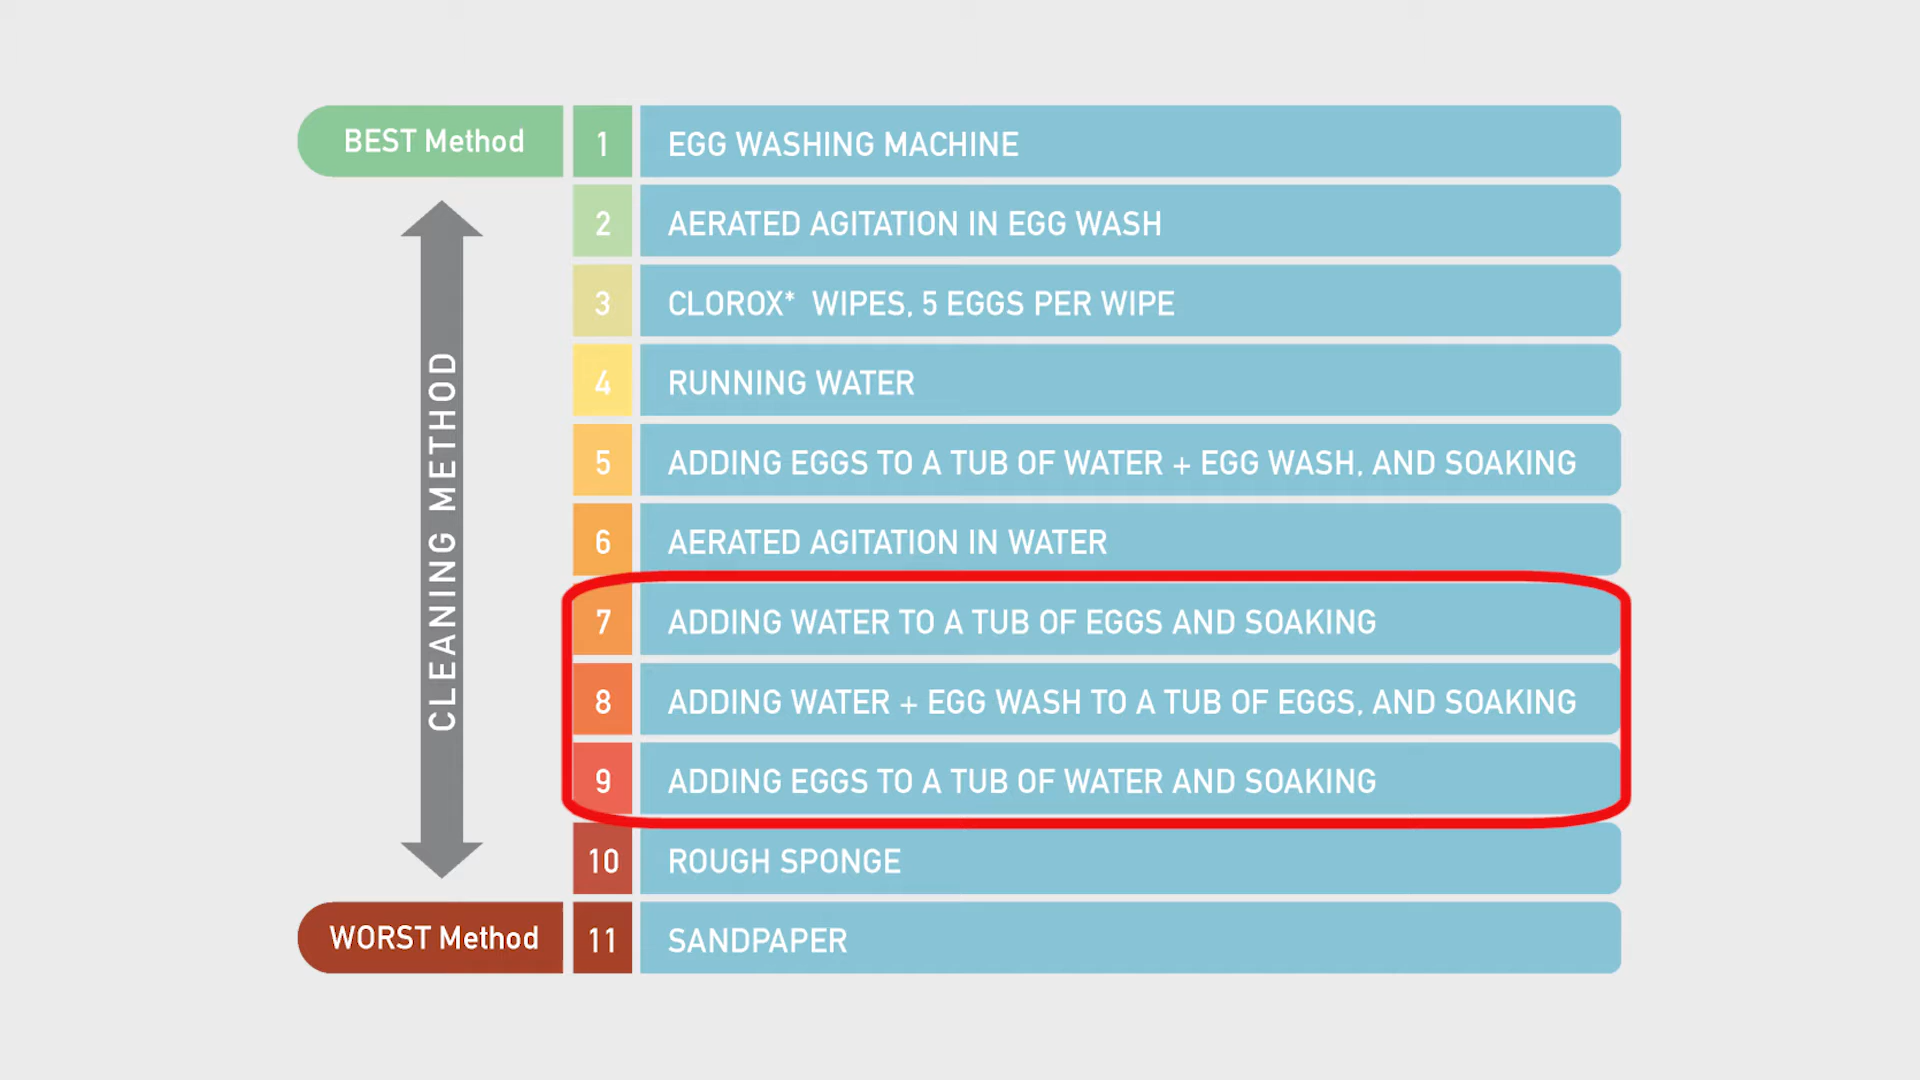 BEST Method
1 EGG WASHING MACHINE
2 AERATED AGITATION IN EGG WASH
3 CLOROX* WIPES, 5 EGGS PER WIPE
4 RUNNING WATER
5 ADDING EGGS TO A TUB OF WATER + EGG WASH, AND SOAKING
6 AERATED AGITATION IN WATER
7 ADDING WATER TO A TUB OF EGGS AND SOAKING
8 ADDING WATER + EGG WASH TO A TUB OF EGGS, AND SOAKING
9 ADDING EGGS TO A TUB OF WATER AND SOAKING
10 ROUGH SPONGE
WORST Method
11 SANDPAPER
CLEANING METHOD